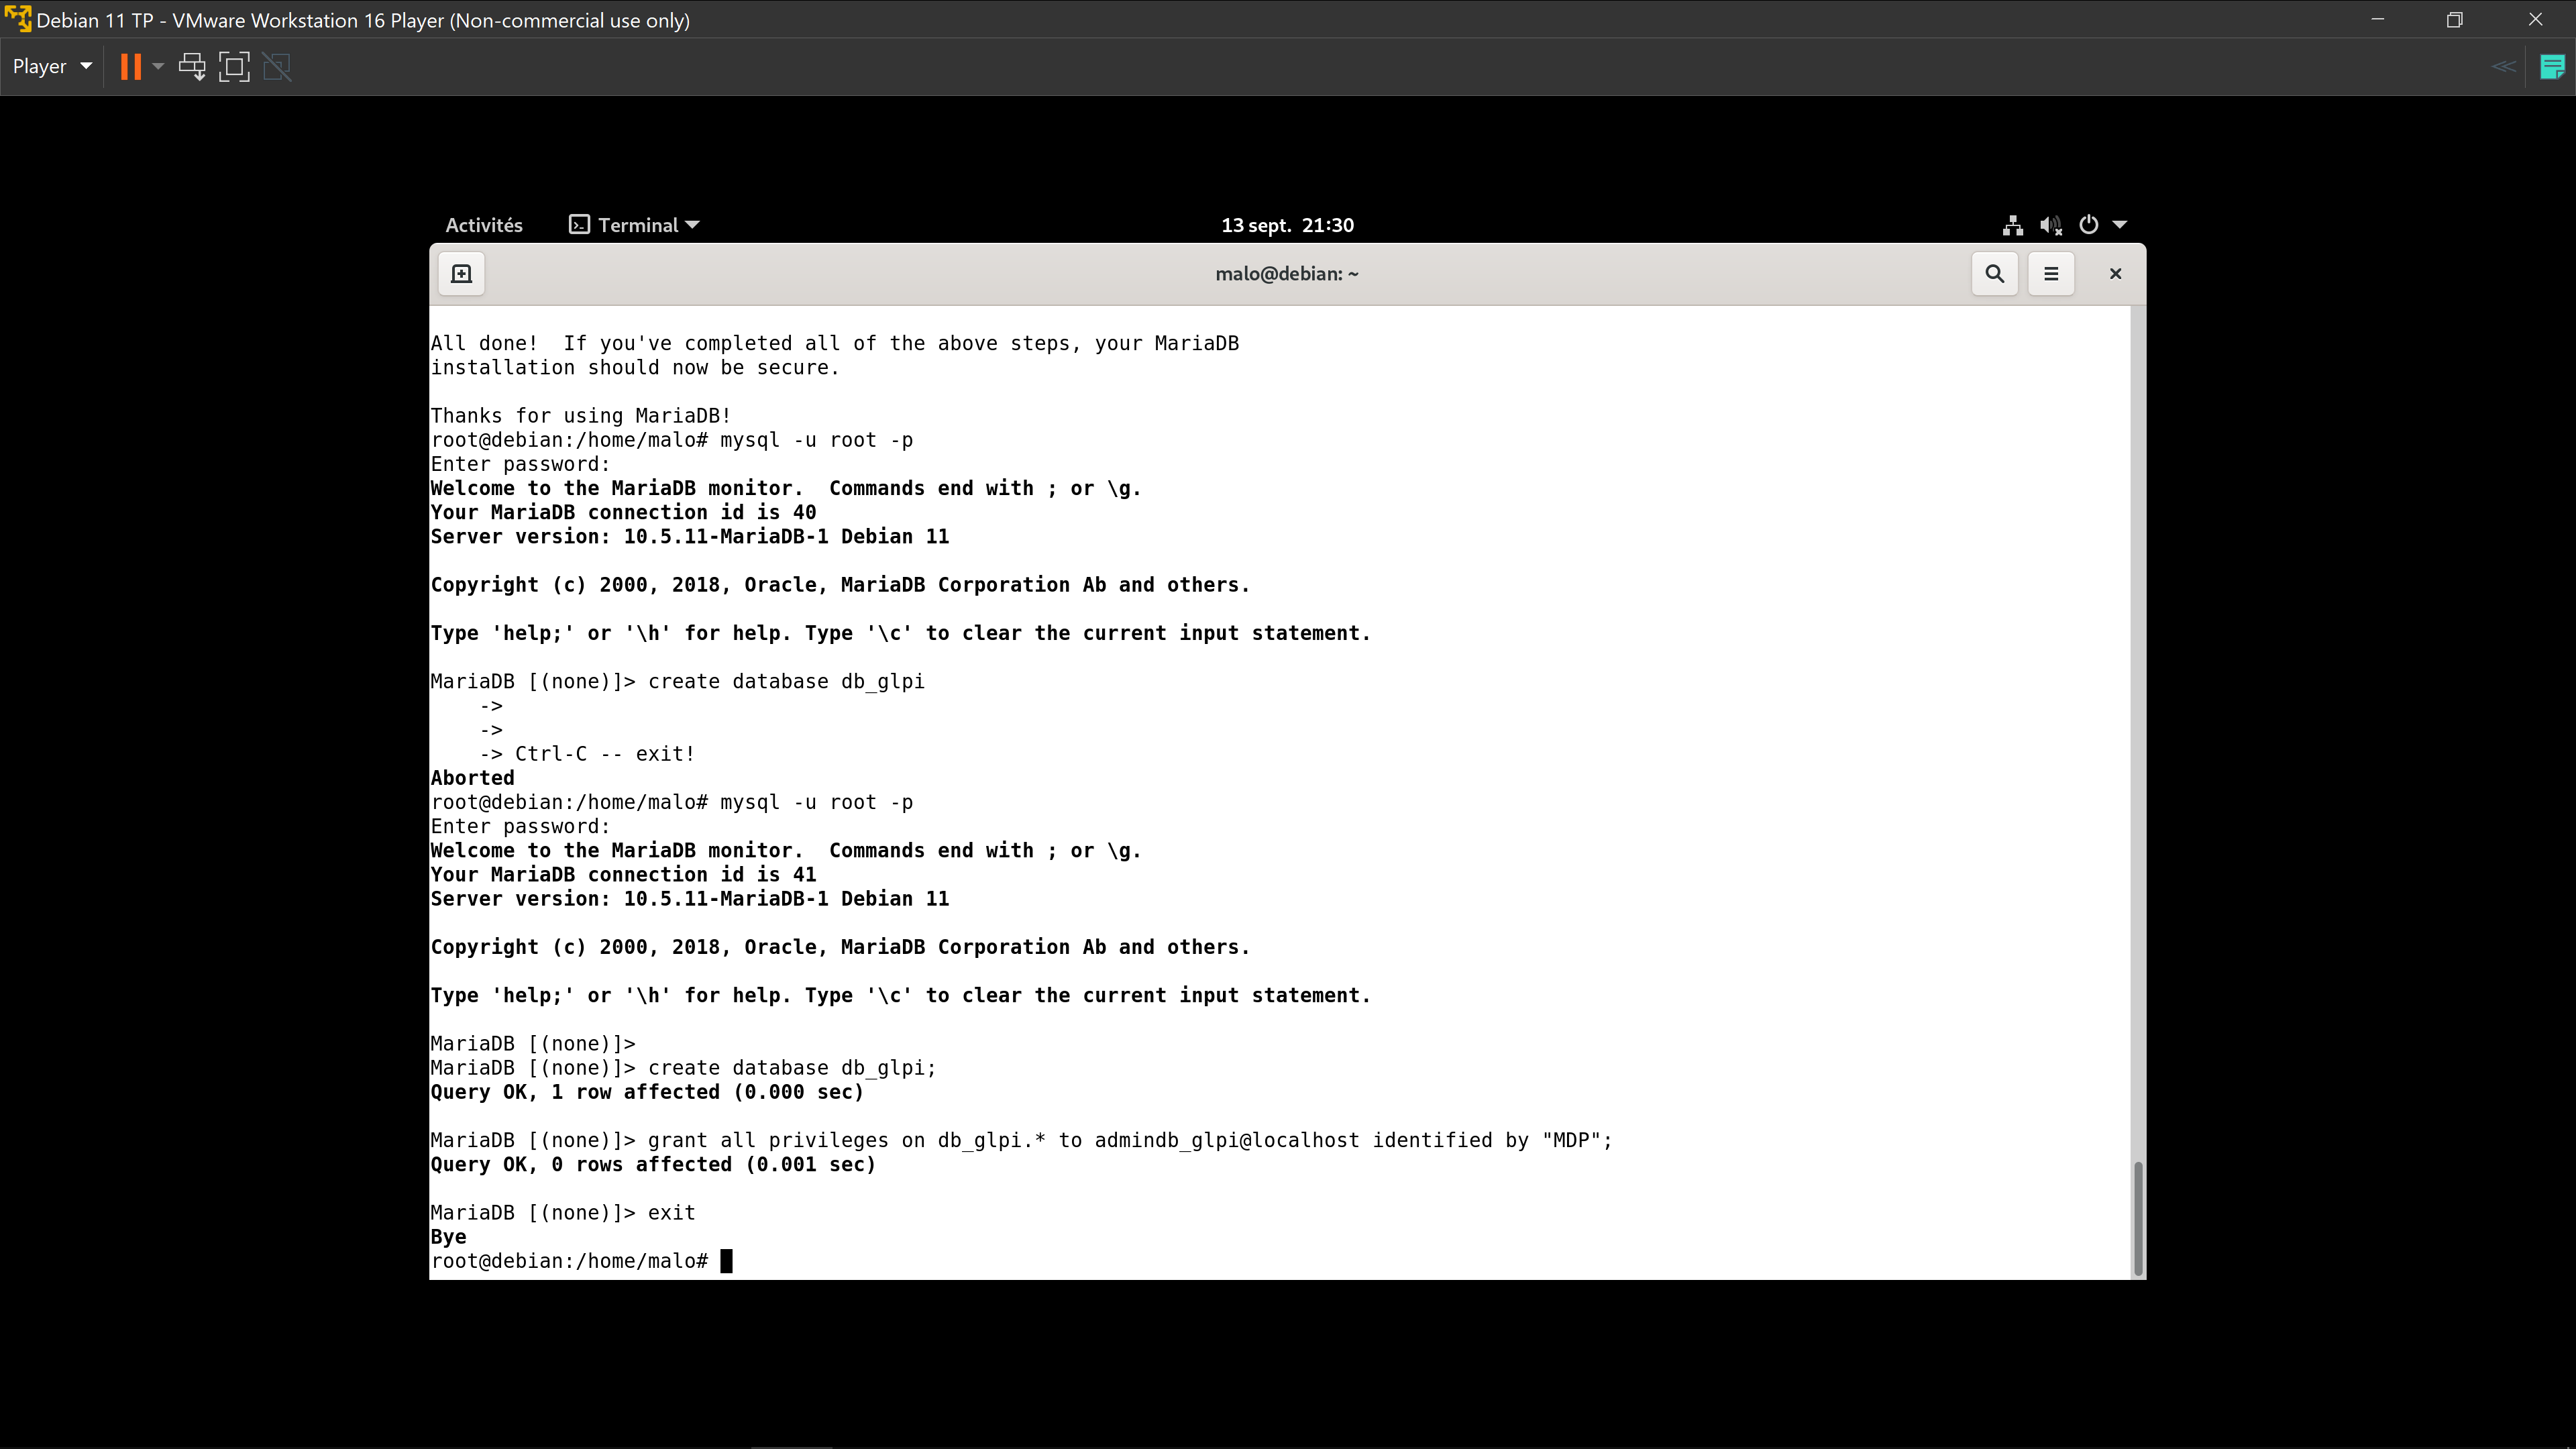 Debian 11 TP - VMware Workstation 16 Player (Non-commercial use only)
Player
Activités Terminal 13 sept. 21:30
malo@debian: ~
All done!  If you've completed all of the above steps, your MariaDB
installation should now be secure.
Thanks for using MariaDB!
root@debian:/home/malo# mysql -u root -p
Enter password:
Welcome to the MariaDB monitor.  Commands end with ; or \g.
Your MariaDB connection id is 40
Server version: 10.5.11-MariaDB-1 Debian 11
Copyright (c) 2000, 2018, Oracle, MariaDB Corporation Ab and others.
Type 'help;' or '\h' for help. Type '\c' to clear the current input statement.
MariaDB [(none)]> create database db_glpi
    ->
    ->
    -> Ctrl-C -- exit!
Aborted
root@debian:/home/malo# mysql -u root -p
Enter password:
Welcome to the MariaDB monitor.  Commands end with ; or \g.
Your MariaDB connection id is 41
Server version: 10.5.11-MariaDB-1 Debian 11
Copyright (c) 2000, 2018, Oracle, MariaDB Corporation Ab and others.
Type 'help;' or '\h' for help. Type '\c' to clear the current input statement.
MariaDB [(none)]>
MariaDB [(none)]> create database db_glpi;
Query OK, 1 row affected (0.000 sec)
MariaDB [(none)]> grant all privileges on db_glpi.* to admindb_glpi@localhost identified by "MDP";
Query OK, 0 rows affected (0.001 sec)
MariaDB [(none)]> exit
Bye
root@debian:/home/malo#